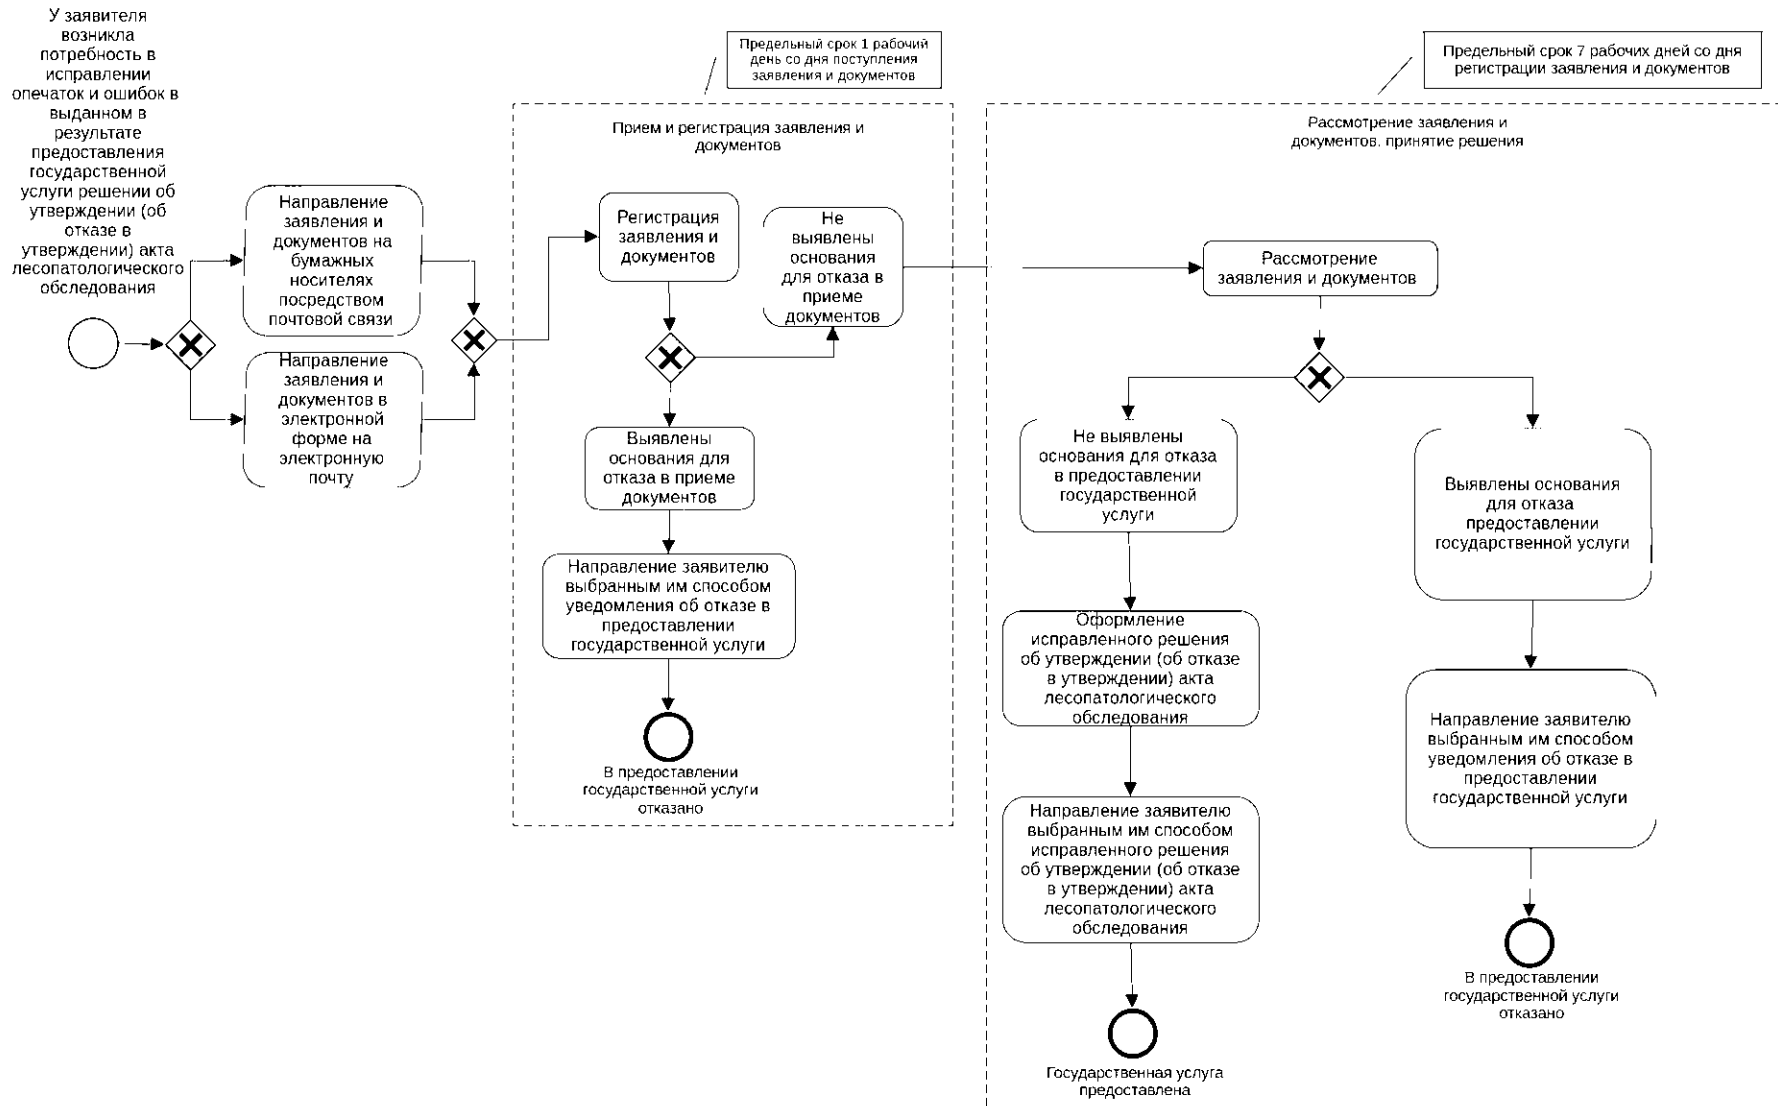 У заявителя
возникла
потребность в
исправлении
опечаток и ошибок в
выданном в
результате
предоставления
государственной
услуги решении об
утверждении (об
отказе в
утверждении) акта
лесопатологического
обследования
Направление
заявления и
документов на
бумажных
носителях
посредством
почтовой связи
Направление
заявления и
документов в
электронной
форме на
электронную
почту
Предельный срок 1 рабочий
день со дня поступления
заявления и документов
Прием и регистрация заявления и
документов
Регистрация
заявления и
документов
Не
выявлены
основания
для отказа в
приеме
документов
Выявлены
основания для
отказа в приеме
документов
Направление заявителю
выбранным им способом
уведомления об отказе в
предоставлении
государственной услуги
В предоставлении
государственной услуги
отказано
Предельный срок 7 рабочих дней со дня
регистрации заявления и документов
Рассмотрение заявления и
документов. принятие решения
Рассмотрение
заявления и документов
Не выявлены
основания для отказа
в предоставлении
государственной
услуги
Оформление
исправленного решения
об утверждении (об отказе
в утверждении) акта
лесопатологического
обследования
Направление заявителю
выбранным им способом
исправленного решения
об утверждении (об отказе
в утверждении) акта
лесопатологического
обследования
Государственная услуга
предоставлена
Выявлены основания
для отказа
предоставлении
государственной услуги
Направление заявителю
выбранным им способом
уведомления об отказе в
предоставлении
государственной услуги
В предоставлении
государственной услуги
отказано